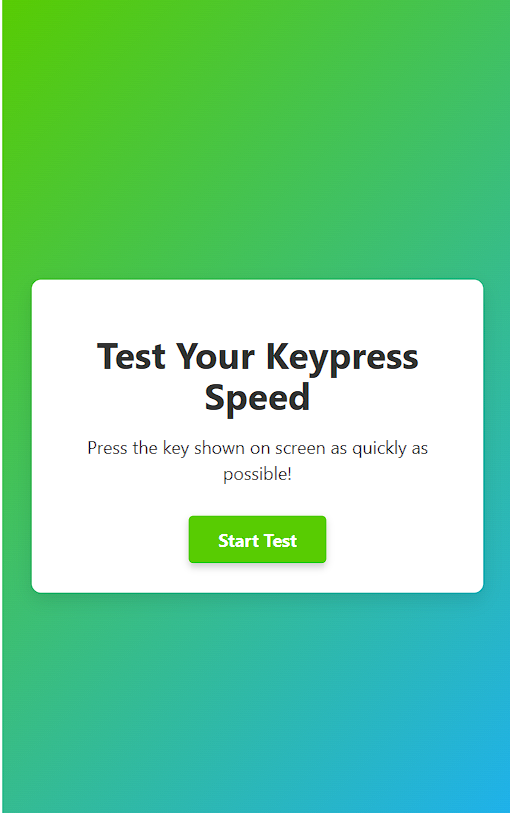 Test Your Keypress
Speed
Press the key shown on screen as quickly as
possible!
Start Test